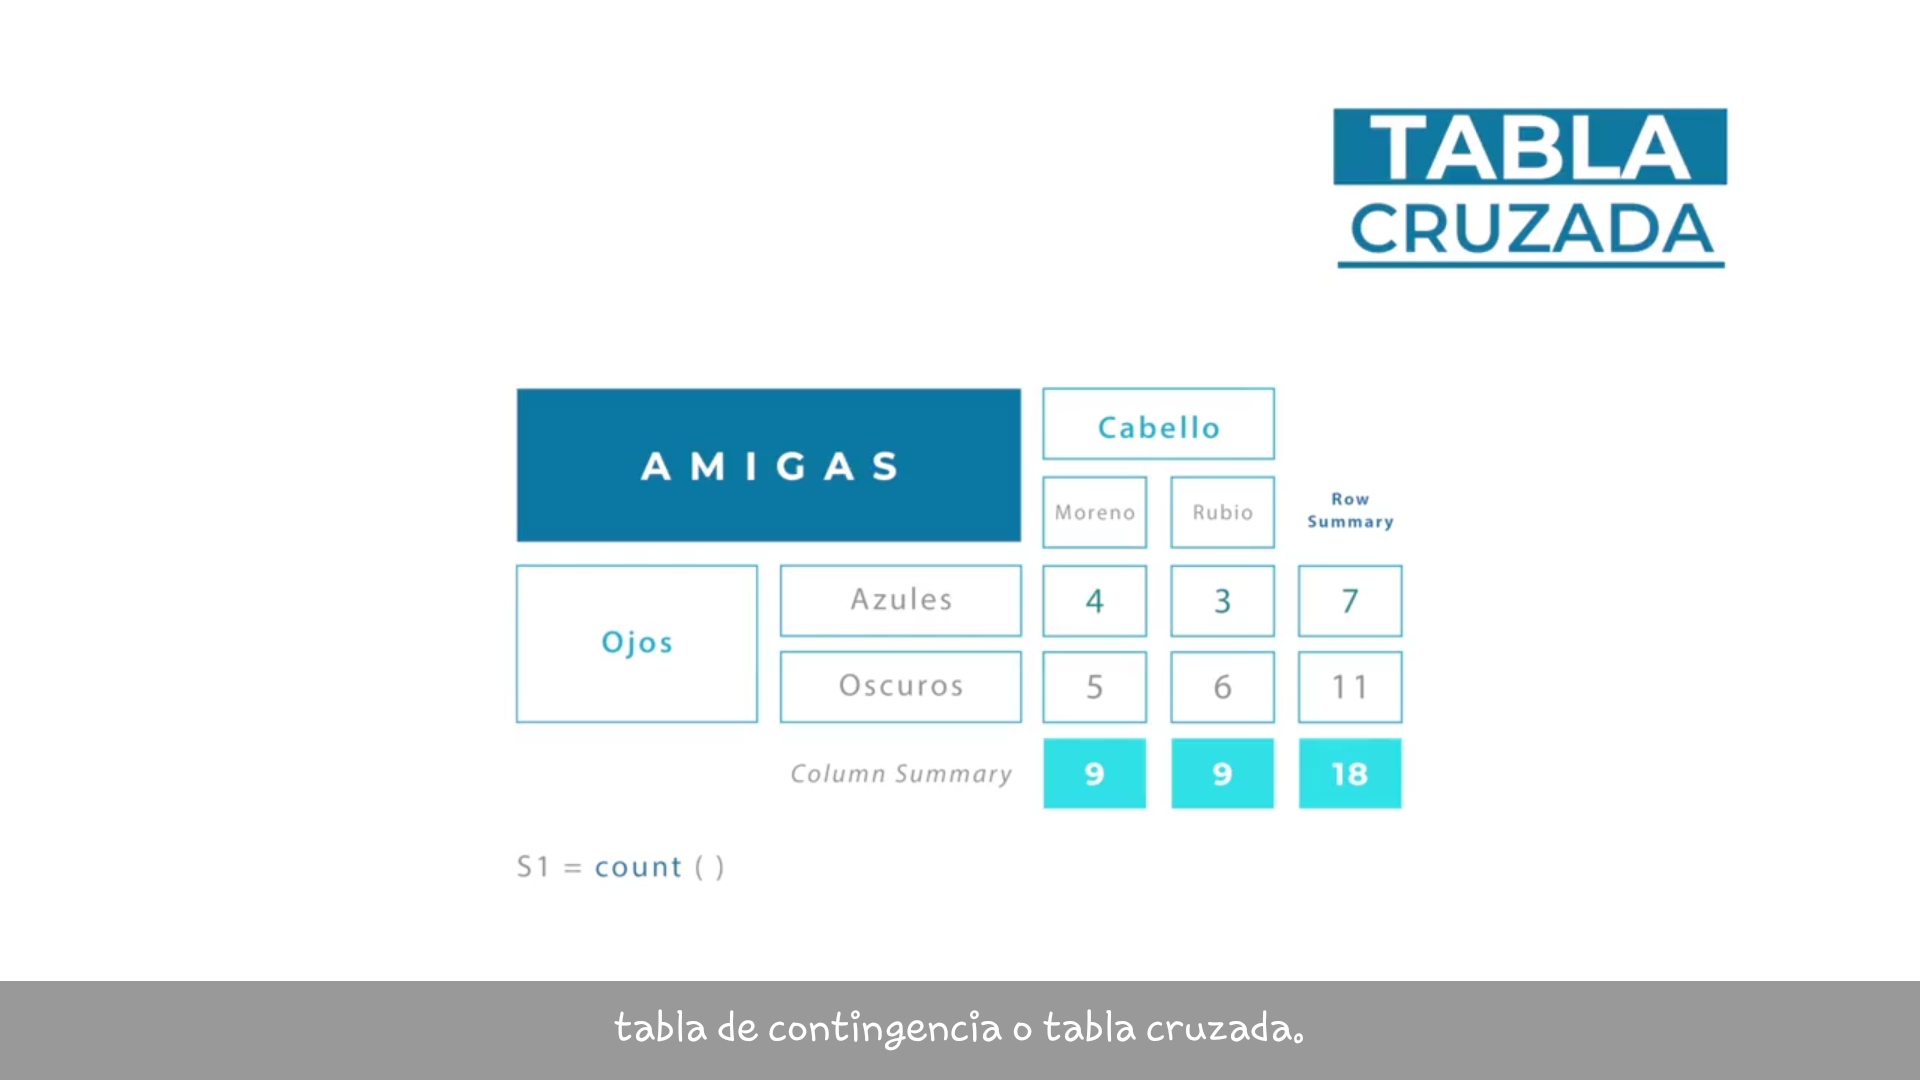 TABLA
CRUZADA
AMIGAS
Cabello
Moreno Rubio Row Summary
Ojos
Azules 4 3 7
Oscuros 5 6 11
Column Summary 9 9 18
S1 = count ( )
tabla de contingencia o tabla cruzada.